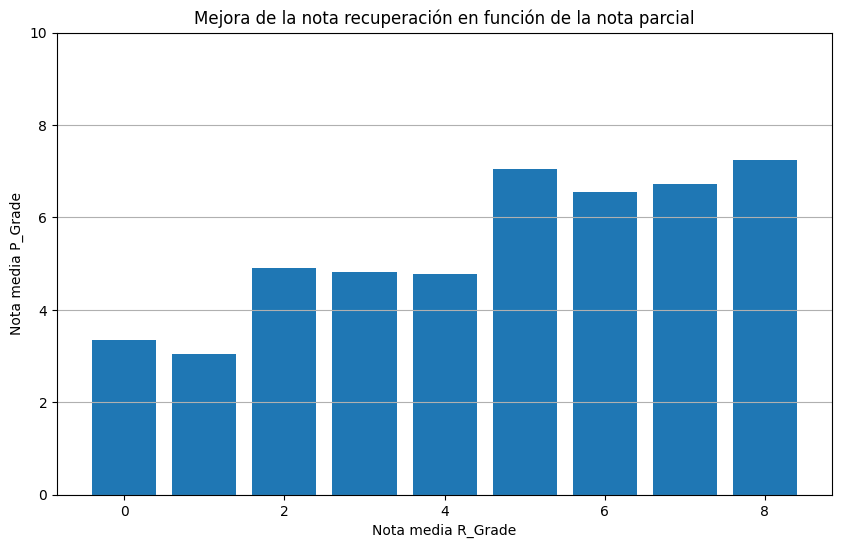 Mejora de la nota recuperación en función de la nota parcial
10
8
6
4
2
0
Nota media P_Grade
0 2 4 6 8
Nota media R_Grade